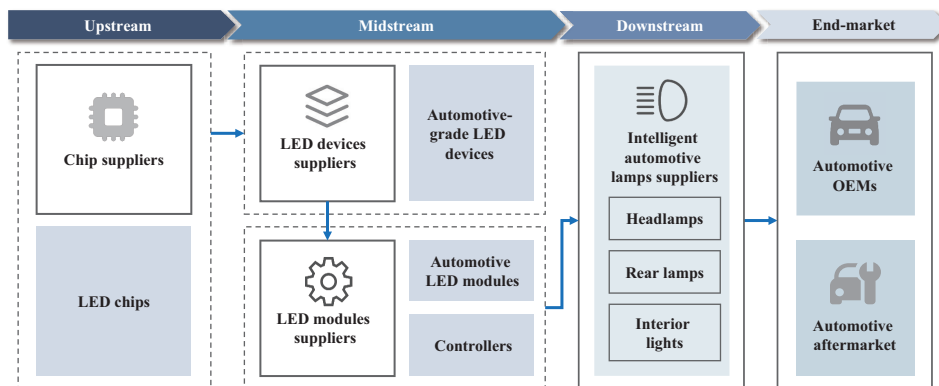 Upstream
Midstream
Downstream
End-market
Chip suppliers
LED chips
LED devices
suppliers
Automotive-
grade LED
devices
LED modules
suppliers
Automotive
LED modules
Controllers
Intelligent
automotive
lamps suppliers
Headlamps
Rear lamps
Interior
lights
Automotive
OEMs
Automotive
aftermarket